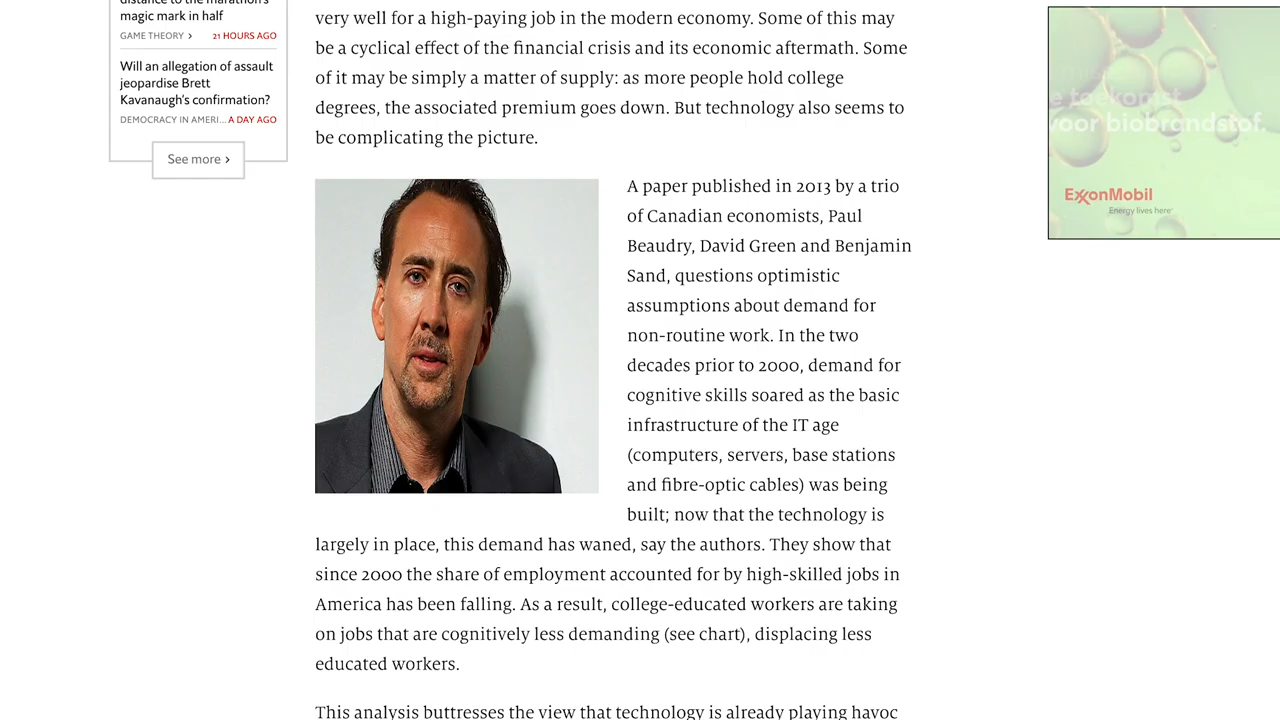 distance to the marathon's
magic mark in half
GAME THEORY > 21 HOURS AGO
Will an allegation of assault
jeopardise Brett
Kavanaugh's confirmation?
DEMOCRACY IN AMERI... A DAY AGO
See more >
very well for a high-paying job in the modern economy. Some of this may
be a cyclical effect of the financial crisis and its economic aftermath. Some
of it may be simply a matter of supply: as more people hold college
degrees, the associated premium goes down. But technology also seems to
be complicating the picture.
A paper published in 2013 by a trio
of Canadian economists, Paul
Beaudry, David Green and Benjamin
Sand, questions optimistic
assumptions about demand for
non-routine work. In the two
decades prior to 2000, demand for
cognitive skills soared as the basic
infrastructure of the IT age
(computers, servers, base stations
and fibre-optic cables) was being
built; now that the technology is
largely in place, this demand has waned, say the authors. They show that
since 2000 the share of employment accounted for by high-skilled jobs in
America has been falling. As a result, college-educated workers are taking
on jobs that are cognitively less demanding (see chart), displacing less
educated workers.
This analysis buttresses the view that technology is already playing havoc
e toekomst
voor biobrandstof.
ExxonMobil
Energy lives here